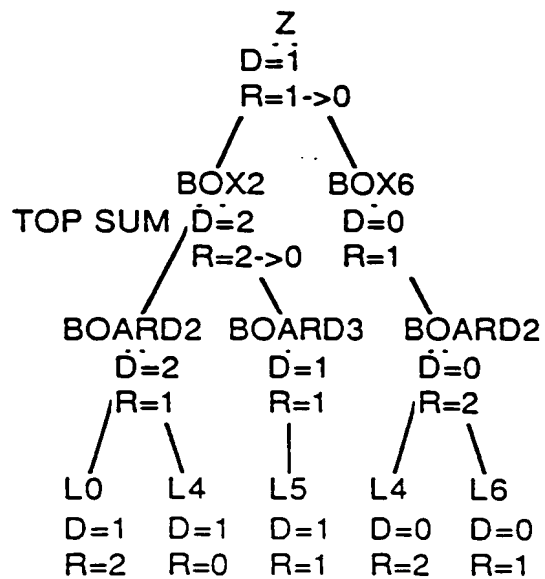 Z
D=1
R=1->0
BOX2 BOX6
TOP SUM D=2 D=0
R=2->0 R=1
BOARD2 BOARD3 BOARD2
D=2 D=1 D=0
R=1 R=1 R=2
L0 L4 L5 L4 L6
D=1 D=1 D=1 D=0 D=0
R=2 R=0 R=1 R=2 R=1